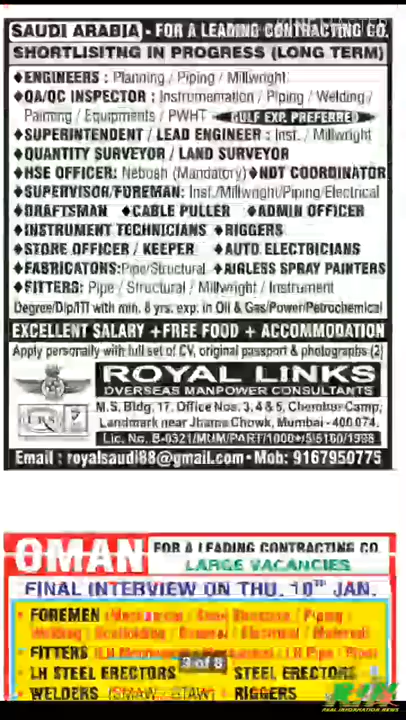 SAUDI ARABIA - FOR A LEADING CONTRACTING CO.
SHORTLISITNG IN PROGRESS (LONG TERM)
♦ENGINEERS : Planning / Piping / Millwright
♦QA/QC INSPECTOR : Instrumentation / Piping / Welding /
Painting / Equipments / PWHT GULF EXP. PREFERRED
♦SUPERINTENDENT / LEAD ENGINEER : Inst. / Millwright
♦QUANTITY SURVEYOR / LAND SURVEYOR
♦HSE OFFICER: Nebosh (Mandatory) ♦NDT COORDINATOR
♦SUPERVISOR/FOREMAN: Inst./Millwright/Piping/Electrical
♦DRAFTSMAN ♦CABLE PULLER ♦ADMIN OFFICER
♦INSTRUMENT TECHNICIANS ♦RIGGERS
♦STORE OFFICER / KEEPER ♦AUTO ELECTRICIANS
♦FABRICATONS:Pipe/Structural ♦AIRLESS SPRAY PAINTERS
♦FITTERS: Pipe / Structural / Millwright / Instrument
Degree/Dip/ITI with min. 8 yrs. exp. in Oil & Gas/Power/Petrochemical
EXCELLENT SALARY + FREE FOOD + ACCOMMODATION
Apply personally with full set of CV, original passport & photographs (2)
ROYAL LINKS
OVERSEAS MANPOWER CONSULTANTS
M.S. Bldg. 17, Office Nos. 3, 4 & 5, Chembur Camp,
Landmark near Jhama Chowk, Mumbai - 400 074.
Lic. No. B-0321/MUM/PART/1000+/5/5160/1998
Email : royalsaudi88@gmail.com • Mob: 9167950775
OMAN FOR A LEADING CONTRACTING CO.
LARGE VACANCIES
FINAL INTERVIEW ON THU. 10TH JAN.
• FOREMEN
• FITTERS
3 of 8
• LH STEEL ERECTORS STEEL ERECTORS
• WELDERS (SMAW / GTAW) • RIGGERS
REAL INFORMATION NEWS